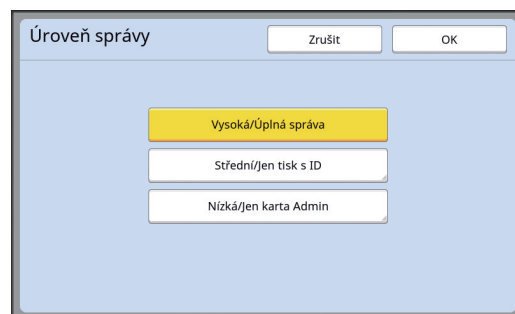 Úroveň správy
Zrušit
OK
Vysoká/Úplná správa
Střední/Jen tisk s ID
Nízká/Jen karta Admin